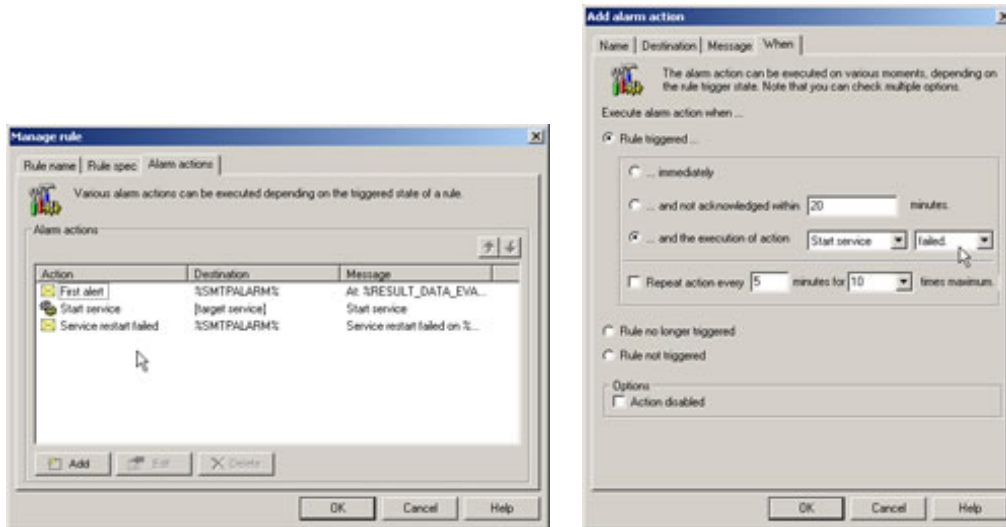 Manage rule
Rule name Rule spec Alarm actions
Various alarm actions can be executed depending on the triggered state of a rule.
Alarm actions
Action Destination Message
First alert %SMTPALARM% At: %RESULT_DATA_EVA...
Start service [target service] Start service
Service restart failed %SMTPALARM% Service restart failed on %...
Add Edit Delete
OK Cancel Help
Add alarm action
Name Destination Message When
The alarm action can be executed on various moments, depending on
the rule trigger state. Note that you can check multiple options.
Execute alarm action when ...
Rule triggered ...
... immediately
... and not acknowledged within 20 minutes.
... and the execution of action Start service failed.
Repeat action every 5 minutes for 10 times maximum.
Rule no longer triggered
Rule not triggered
Options
Action disabled
OK Cancel Help